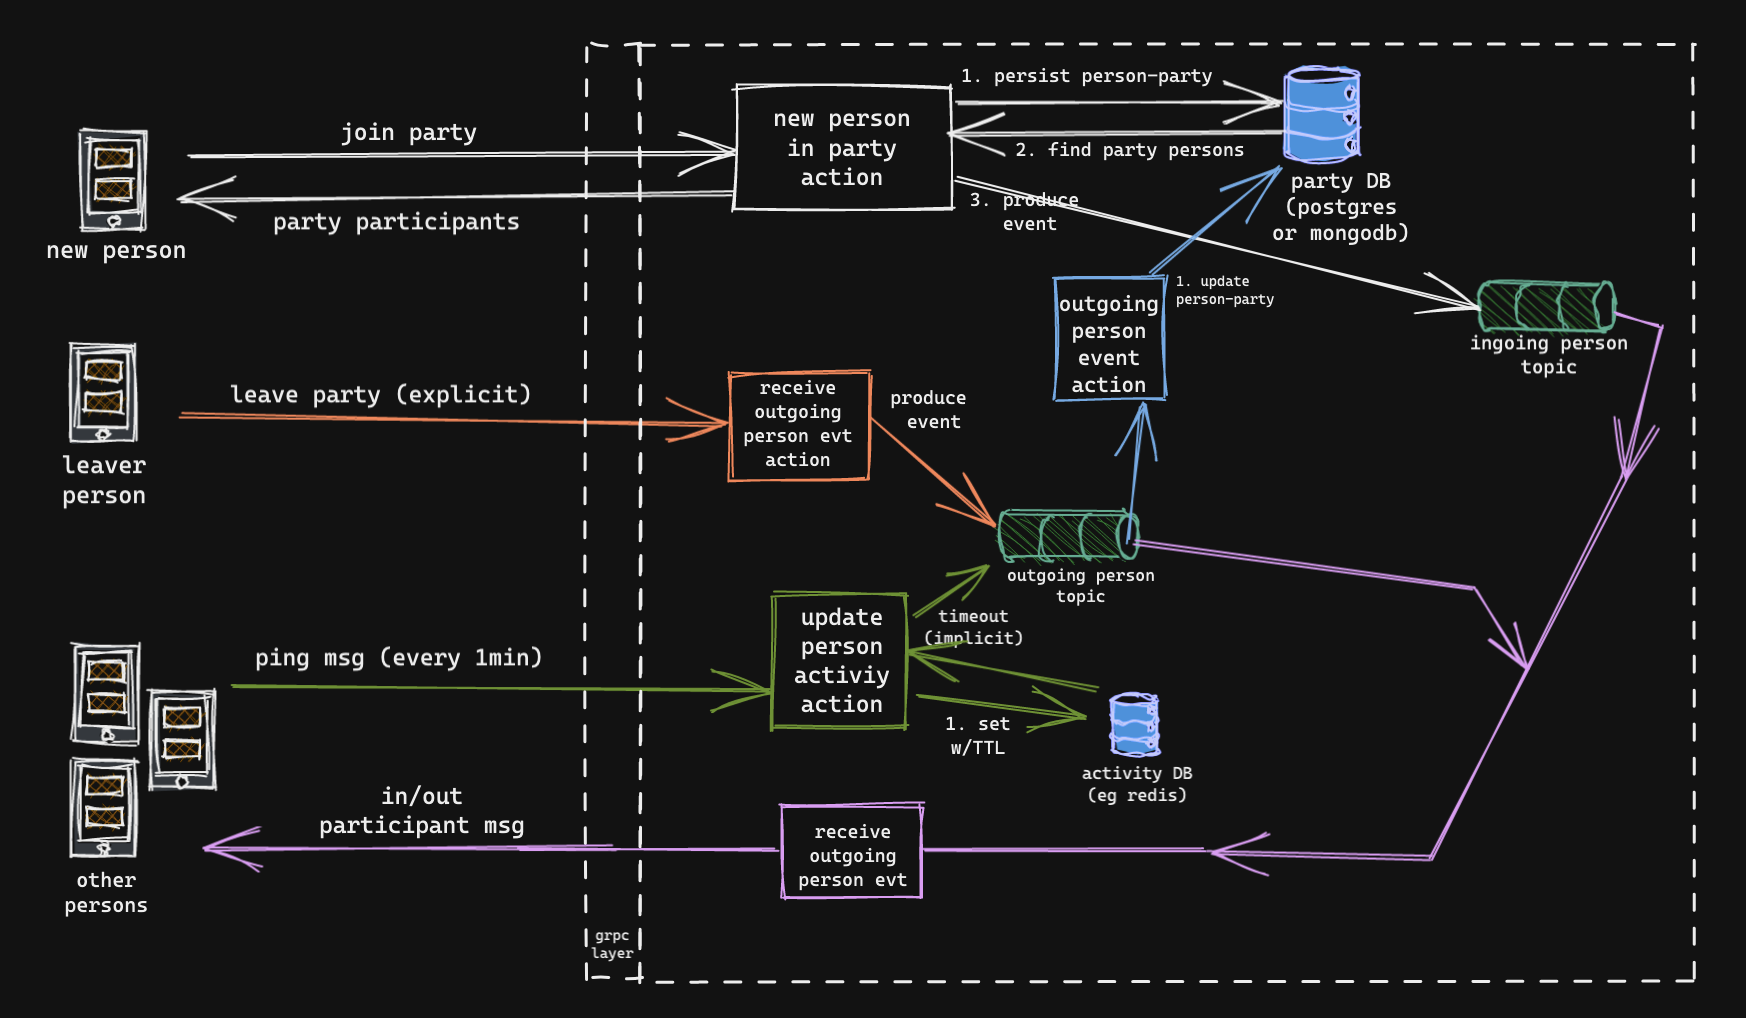 1. persist person-party
new person
in party
action
join party
2. find party persons
party DB
(postgres
or mongodb)
3. produce
event
party participants
new person
1. update
person-party
outgoing
person
event
action
ingoing person
topic
leave party (explicit)
receive
outgoing
person evt
action
produce
event
leaver
person
outgoing person
topic
timeout
(implicit)
update
person
activiy
action
ping msg (every 1min)
1. set
w/TTL
activity DB
(eg redis)
in/out
participant msg
receive
outgoing
person evt
other
persons
grpc
layer